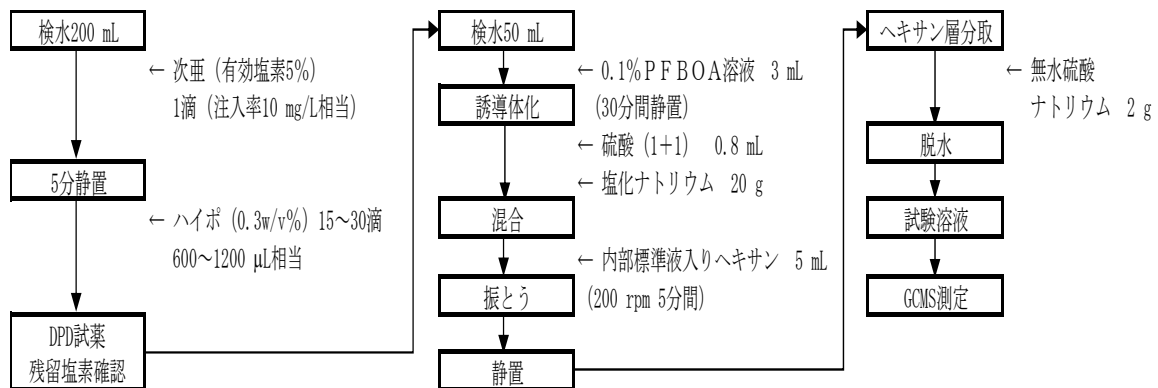 検水200 mL
← 次亜 (有効塩素5%)
1滴 (注入率10 mg/L相当)
5分静置
← ハイポ (0.3w/v%) 15～30滴
600～1200 μL相当
DPD試薬
残留塩素確認
検水50 mL
← 0.1%ＰＦＢＯＡ溶液 3 mL
(30分間静置)
誘導体化
← 硫酸 (1+1) 0.8 mL
← 塩化ナトリウム 20 g
混合
← 内部標準液入りヘキサン 5 mL
(200 rpm 5分間)
振とう
静置
ヘキサン層分取
← 無水硫酸
ナトリウム 2 g
脱水
試験溶液
GCMS測定